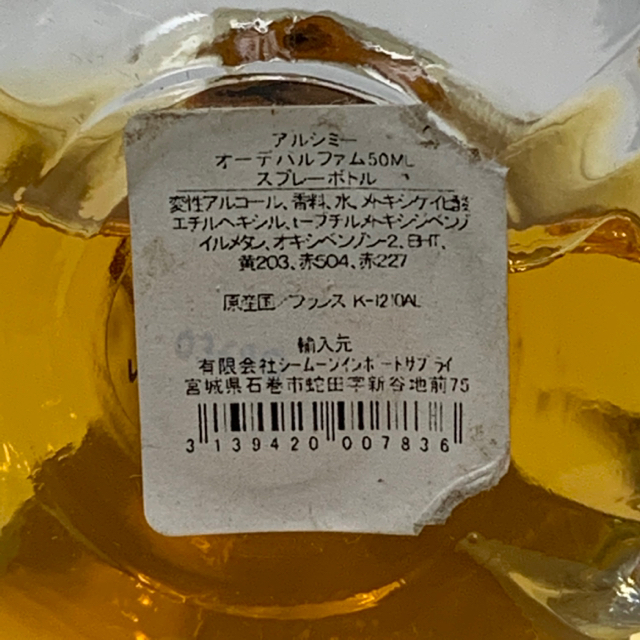 アルシミー
オーデパルファム50ML
スプレーボトル
変性アルコール、香料、水、メトキシケイヒ酸
エチルヘキシル、t-ブチルメトキシジベンゾ
イルメタン、オキシベンゾン-2、BHT、
黄203、赤504、赤227
原産国/フランス K-1210AL
輸入元
有限会社シームーンインポートサプライ
宮城県石巻市蛇田字新谷地前75
3 139420 007836